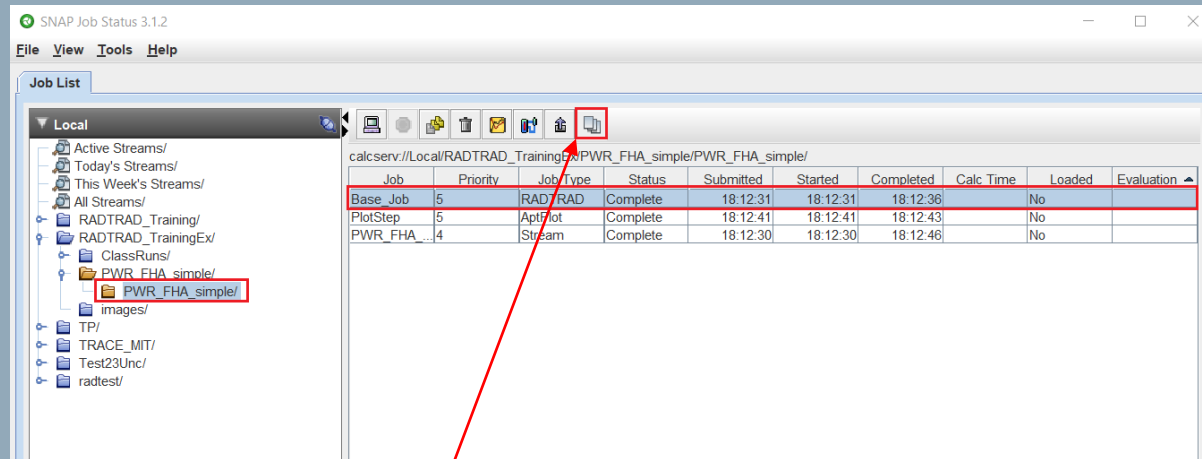 SNAP Job Status 3.1.2
File View Tools Help
Job List
Local
Active Streams/
Today's Streams/
This Week's Streams/
All Streams/
RADTRAD_Training/
RADTRAD_TrainingEx/
ClassRuns/
PWR_FHA_simple/
PWR_FHA_simple/
images/
TP/
TRACE_MIT/
Test23Unc/
radtest/
calcserv://Local/RADTRAD_TrainingEx/PWR_FHA_simple/PWR_FHA_simple/
Job Priority Job Type Status Submitted Started Completed Calc Time Loaded Evaluation
Base_Job 5 RADTRAD Complete 18:12:31 18:12:31 18:12:36 No
PlotStep 5 AptPlot Complete 18:12:41 18:12:41 18:12:43 No
PWR_FHA_... 4 Stream Complete 18:12:30 18:12:30 18:12:46 No